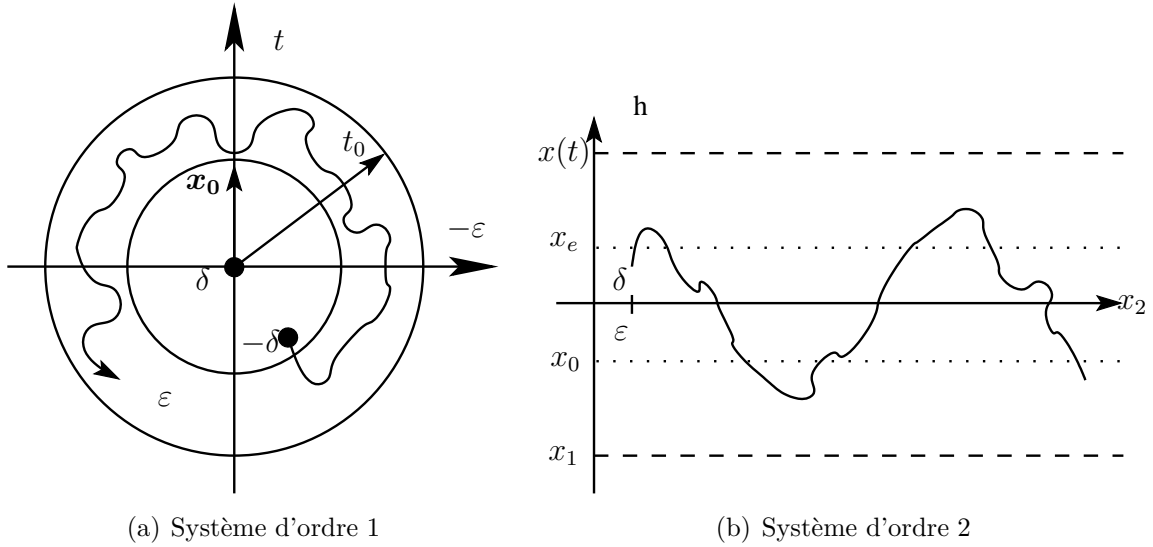 t
t₀
x₀
−ε
δ
−δ
ε
(a) Système d'ordre 1
h
x(t)
xₑ
δ
x₂
ε
x₀
x₁
(b) Système d'ordre 2